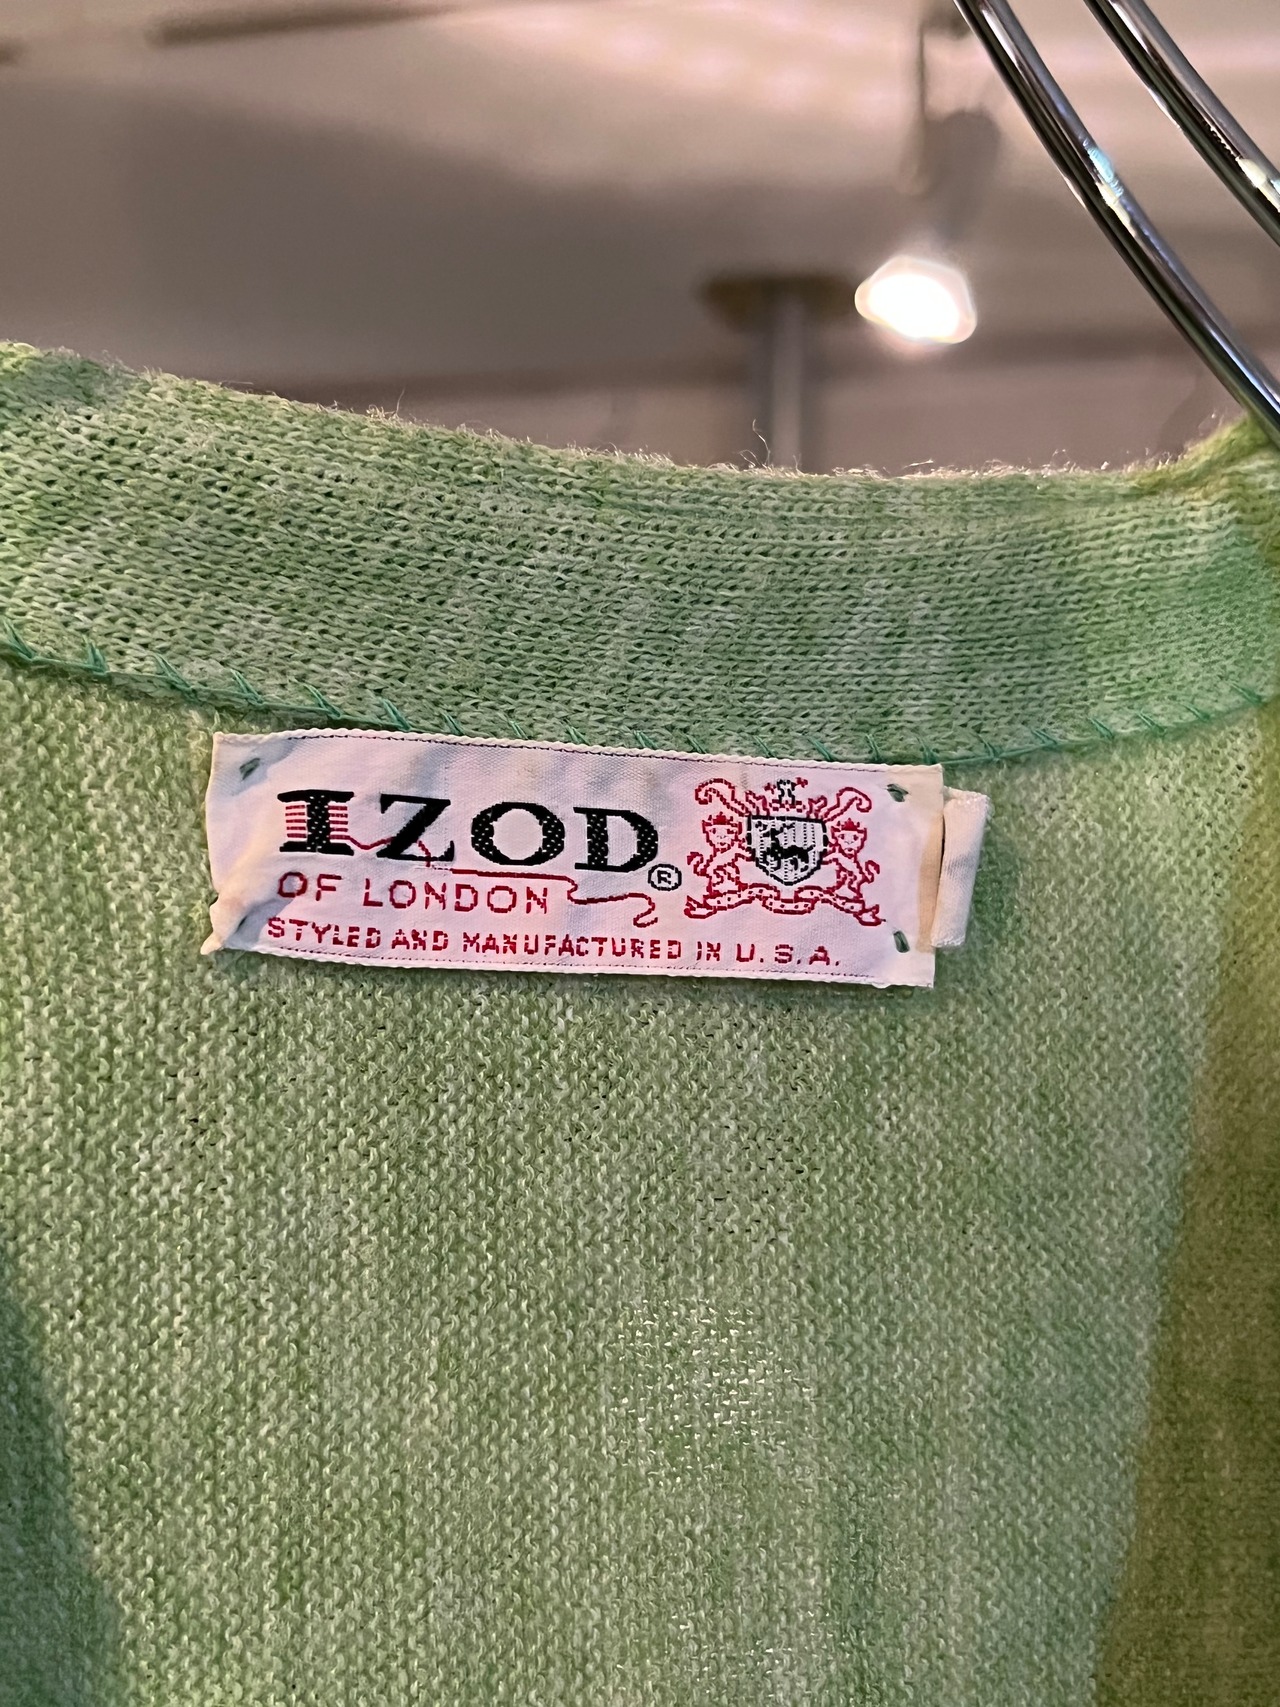 IZOD®
OF LONDON
STYLED AND MANUFACTURED IN U.S.A.